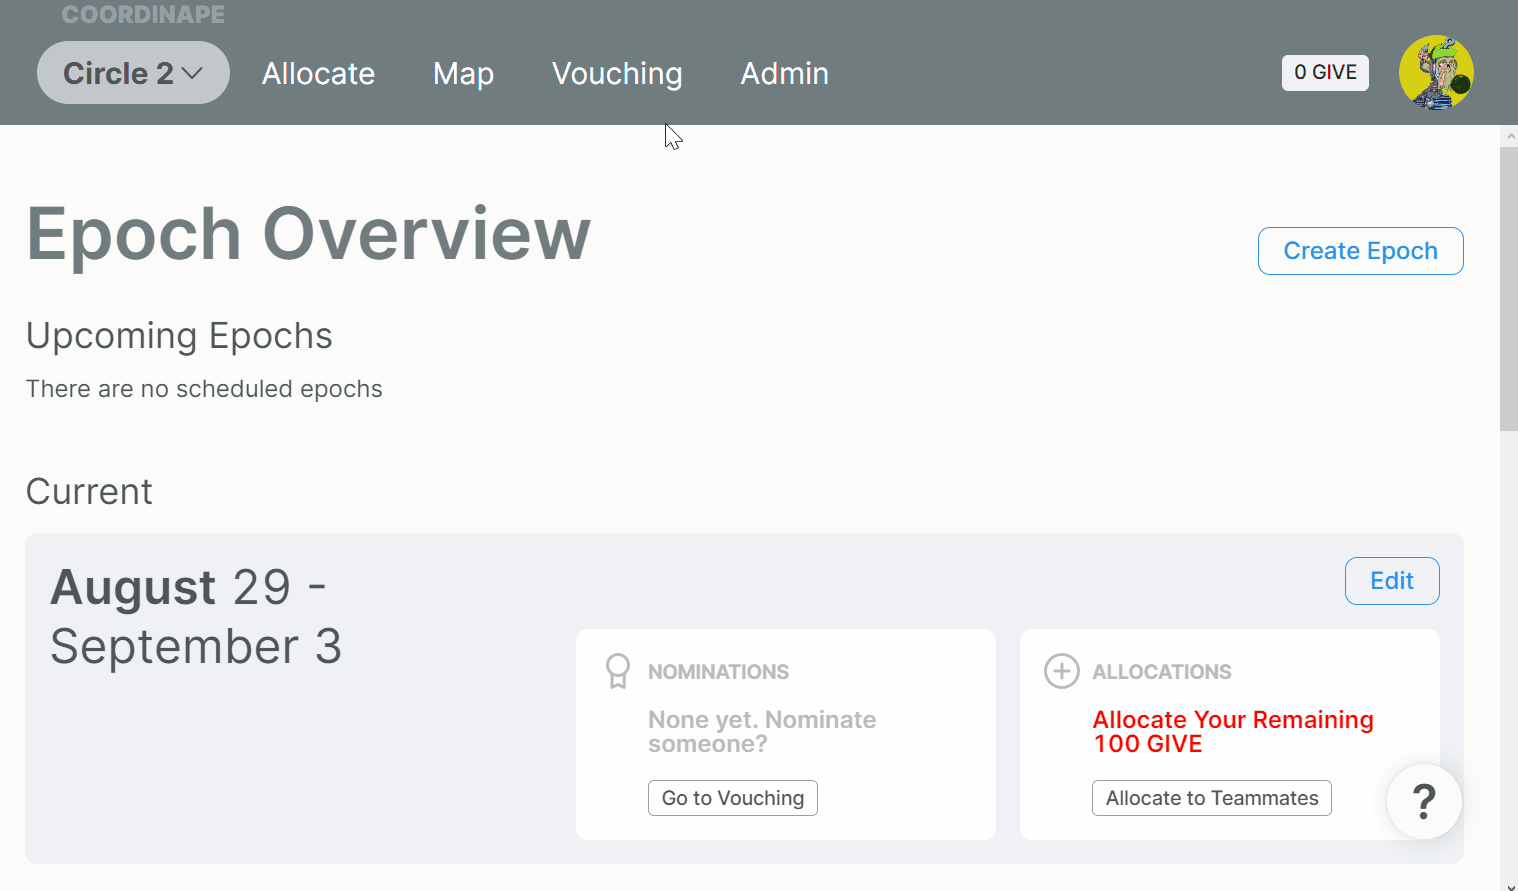 COORDINAPE
Circle 2
Allocate
Map
Vouching
Admin
0 GIVE
Epoch Overview
Create Epoch
Upcoming Epochs
There are no scheduled epochs
Current
August 29 -
September 3
Edit
NOMINATIONS
None yet. Nominate
someone?
Go to Vouching
ALLOCATIONS
Allocate Your Remaining
100 GIVE
Allocate to Teammates
?